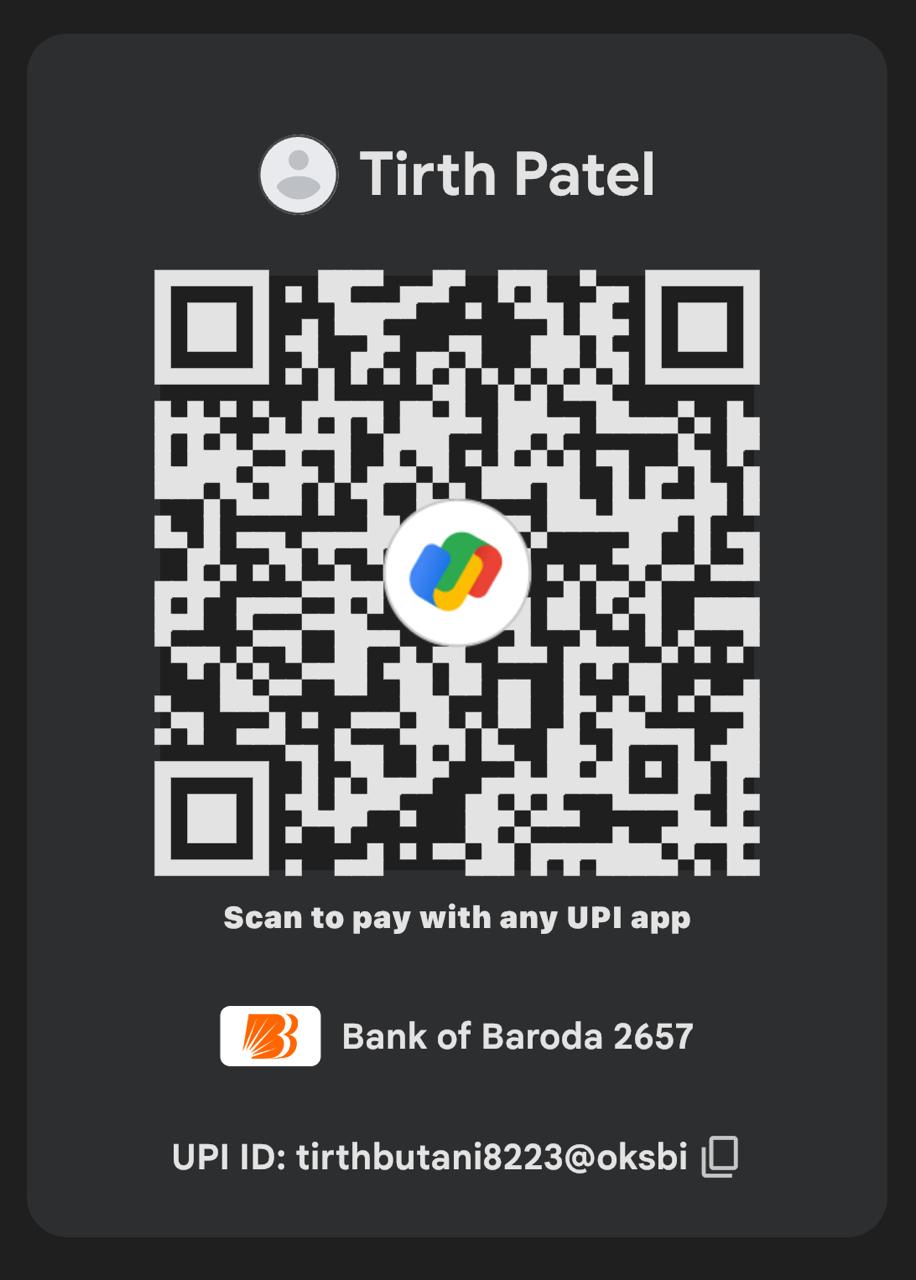 Tirth Patel
Scan to pay with any UPI app
Bank of Baroda 2657
UPI ID: tirthbutani8223@oksbi